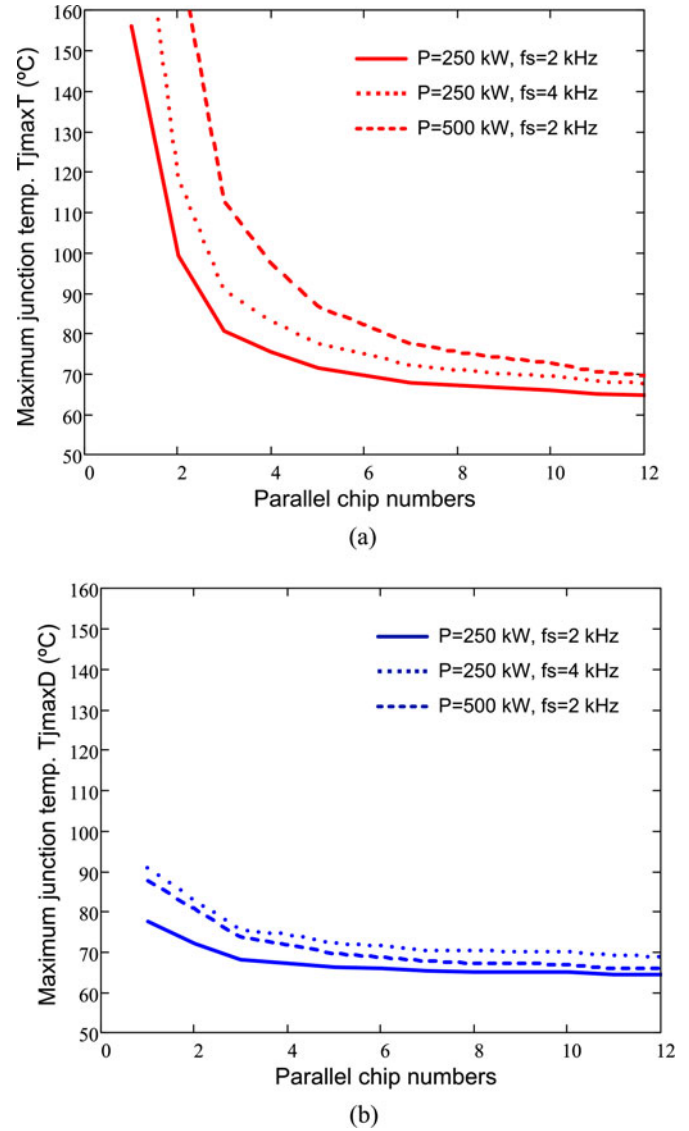 160
150
140
130
120
110
100
90
80
70
60
50
Maximum junction temp. TjmaxT (ºC)
P=250 kW, fs=2 kHz
P=250 kW, fs=4 kHz
P=500 kW, fs=2 kHz
0 2 4 6 8 10 12
Parallel chip numbers
(a)
160
150
140
130
120
110
100
90
80
70
60
50
Maximum junction temp. TjmaxD (ºC)
P=250 kW, fs=2 kHz
P=250 kW, fs=4 kHz
P=500 kW, fs=2 kHz
0 2 4 6 8 10 12
Parallel chip numbers
(b)